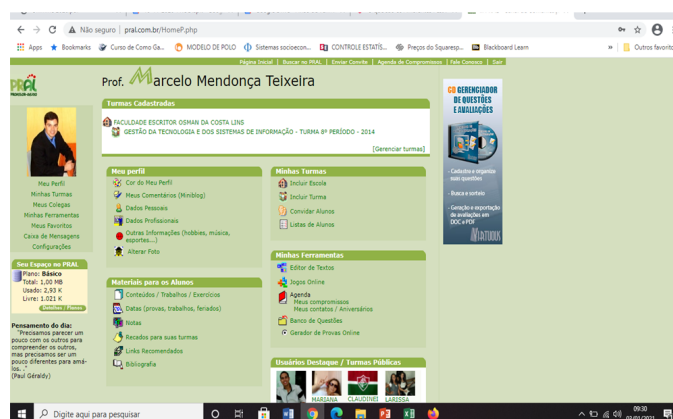 Não seguro | pral.com.br/HomeP.php
Apps Bookmarks Curso de Como Ga... MODELO DE POLO Sistemas socioecon... CONTROLE ESTATÍS... Preços do Squaresp... Blackboard Learn » Outros favorito
Página Inicial | Buscar no PRAL | Enviar Convite | Agenda de Compromissos | Fale Conosco | Sair
PRAL
Prof. Marcelo Mendonça Teixeira
Turmas Cadastradas
FACULDADE ESCRITOR OSMAN DA COSTA LINS
GESTÃO DA TECNOLOGIA E DOS SISTEMAS DE INFORMAÇÃO - TURMA 8º PERÍODO - 2014
[Gerenciar turmas]
Meu Perfil
Minhas Turmas
Meus Colegas
Minhas Ferramentas
Meus Favoritos
Caixa de Mensagens
Configurações
Seu Espaço no PRAL
Plano: Básico
Total: 1,00 MB
Usado: 2,93 K
Livre: 1.021 K
Detalhes | Planos
Pensamento do dia:
"Precisamos parecer um
pouco com os outros para
compreender os outros,
mas precisamos ser um
pouco diferentes para amá-
los. ."
(Paul Géraldy)
Meu perfil
Cor do Meu Perfil
Meus Comentários (Miniblog)
Dados Pessoais
Dados Profissionais
Outras Informações (hobbies, música,
esportes...)
Alterar Foto
Materiais para os Alunos
Conteúdos / Trabalhos / Exercícios
Datas (provas, trabalhos, feriados)
Notas
Recados para suas turmas
Links Recomendados
Bibliografia
Minhas Turmas
Incluir Escola
Incluir Turma
Convidar Alunos
Listas de Alunos
Minhas Ferramentas
Editor de Textos
Jogos Online
Agenda
Meus compromissos
Meus contatos / Aniversários
Banco de Questões
Gerador de Provas Online
Usuários Destaque / Turmas Públicas
MARIANA CLAUDINEI LARISSA
GERENCIADOR
DE QUESTÕES
E AVALIAÇÕES
- Cadastra e organiza
suas questões
- Busca e sorteio
- Geração e exportação
de avaliações em
DOC e PDF
VIRTUOUS
Digite aqui para pesquisar
09:30